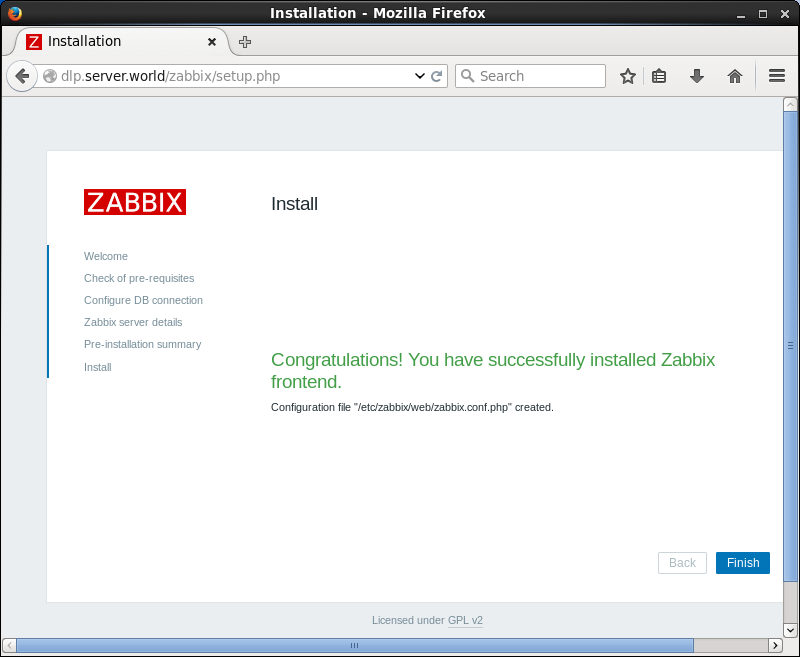 Installation - Mozilla Firefox
Z Installation
dlp.server.world/zabbix/setup.php
Search
ZABBIX
Install
Welcome
Check of pre-requisites
Configure DB connection
Zabbix server details
Pre-installation summary
Install
Congratulations! You have successfully installed Zabbix
frontend.
Configuration file "/etc/zabbix/web/zabbix.conf.php" created.
Back
Finish
Licensed under GPL v2